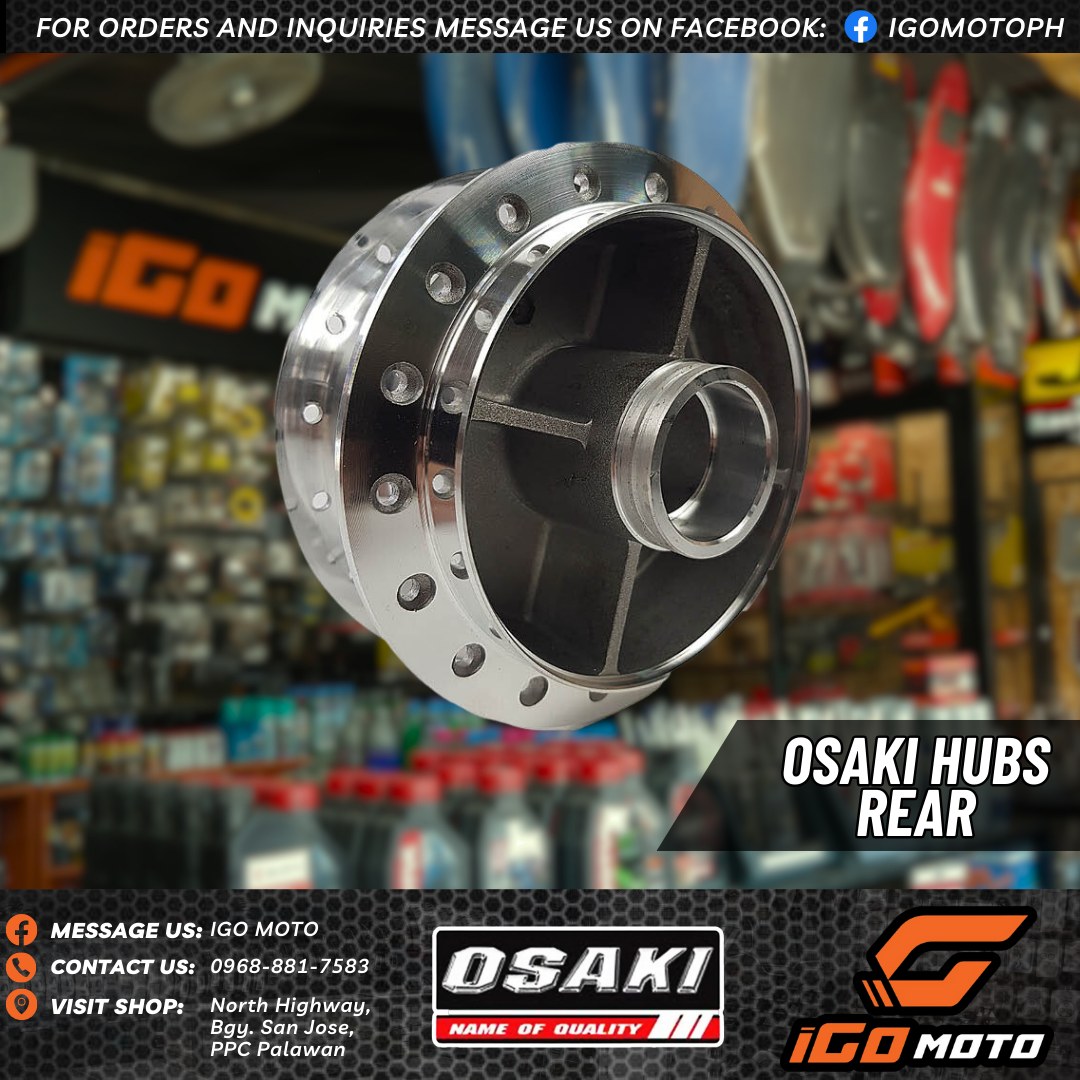 FOR ORDERS AND INQUIRIES MESSAGE US ON FACEBOOK: IGOMOTOPH
iGO M
OSAKI HUBS
REAR
MESSAGE US: IGO MOTO
CONTACT US: 0968-881-7583
VISIT SHOP: North Highway,
Bgy. San Jose,
PPC Palawan
OSAKI
NAME OF QUALITY
iGO MOTO